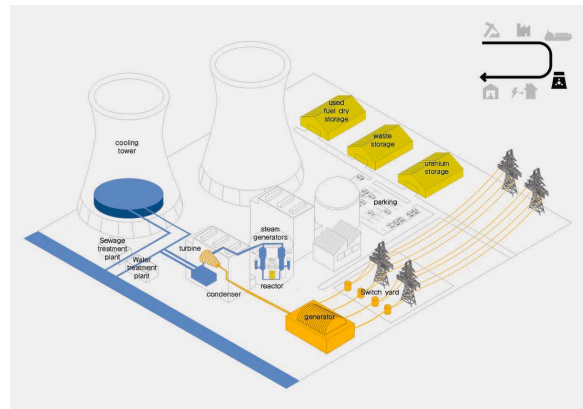 used
fuel dry
storage
waste
storage
uranium
storage
cooling
tower
parking
steam
generators
Sewage
treatment
plant
turbine
Water
treatment
plant
condenser
reactor
Switch yard
generator